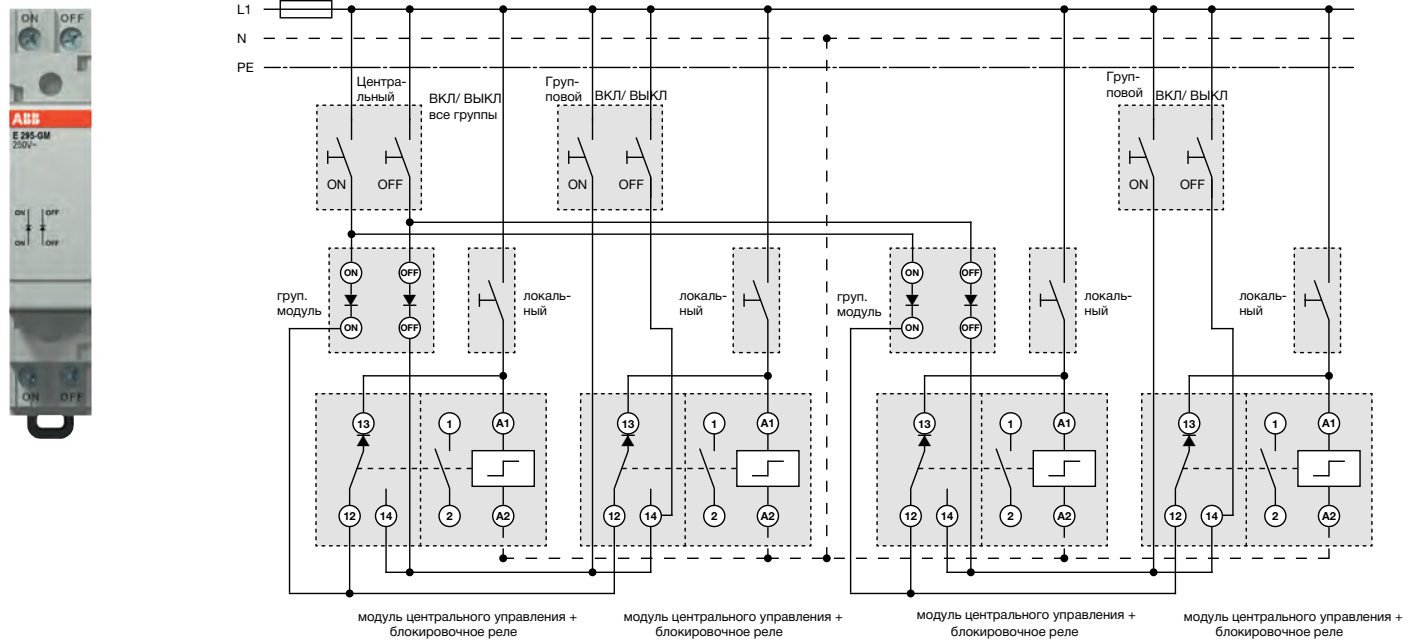 ON OFF
ABB
E 295-GM
250V~
ON OFF
ON OFF
ON OFF
L1
N
PE
Центра-
льный
ВКЛ/ ВЫКЛ
все группы
ON OFF
Груп-
повой
ВКЛ/ ВЫКЛ
ON OFF
Груп-
повой
ВКЛ/ ВЫКЛ
ON OFF
груп.
модуль
ON OFF
ON OFF
локаль-
ный
локаль-
ный
груп.
модуль
ON OFF
ON OFF
локаль-
ный
локаль-
ный
13 1 A1 13 1 A1 13 1 A1 13 1 A1
12 14 2 A2 12 14 2 A2 12 14 2 A2 12 14 2 A2
модуль центрального управления +
блокировочное реле
модуль центрального управления +
блокировочное реле
модуль центрального управления +
блокировочное реле
модуль центрального управления +
блокировочное реле